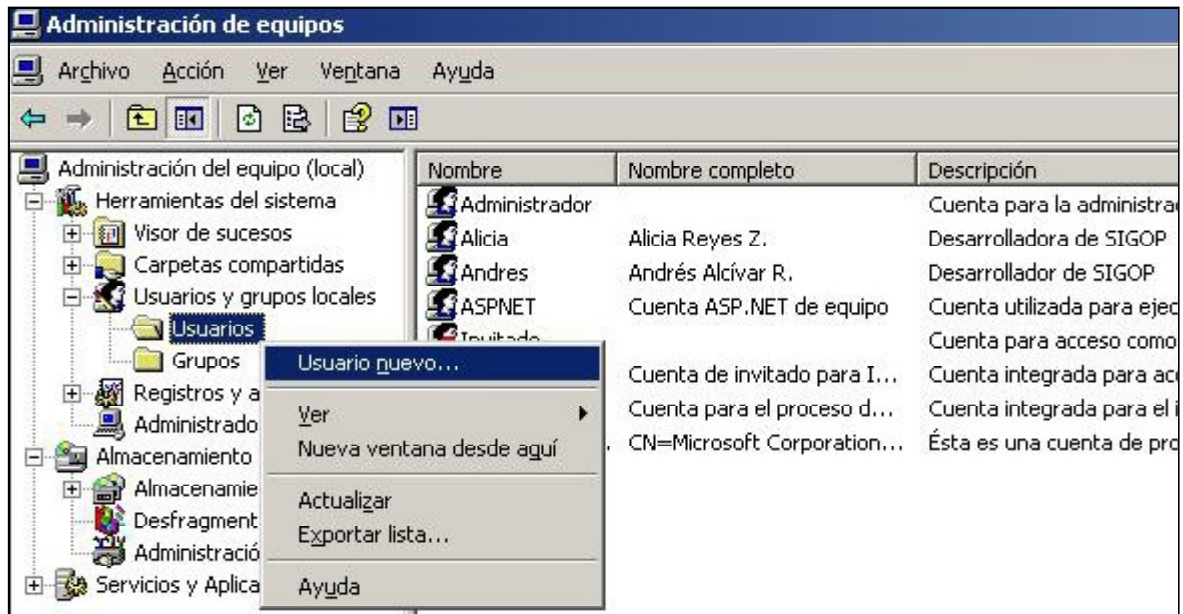 Administración de equipos
Archivo Acción Ver Ventana Ayuda
Administración del equipo (local)
Herramientas del sistema
Visor de sucesos
Carpetas compartidas
Usuarios y grupos locales
Usuarios
Grupos
Registros y a
Administrado
Almacenamiento
Almacenamie
Desfragment
Administració
Servicios y Aplica
Usuario nuevo...
Ver
Nueva ventana desde aquí
Actualizar
Exportar lista...
Ayuda
Nombre Nombre completo Descripción
Administrador Cuenta para la administra
Alicia Alicia Reyes Z. Desarrolladora de SIGOP
Andres Andrés Alcívar R. Desarrollador de SIGOP
ASPNET Cuenta ASP.NET de equipo Cuenta utilizada para ejec
Invitado Cuenta para acceso como
Cuenta de invitado para I... Cuenta integrada para acc
Cuenta para el proceso d... Cuenta integrada para el i
CN=Microsoft Corporation... Ésta es una cuenta de pro